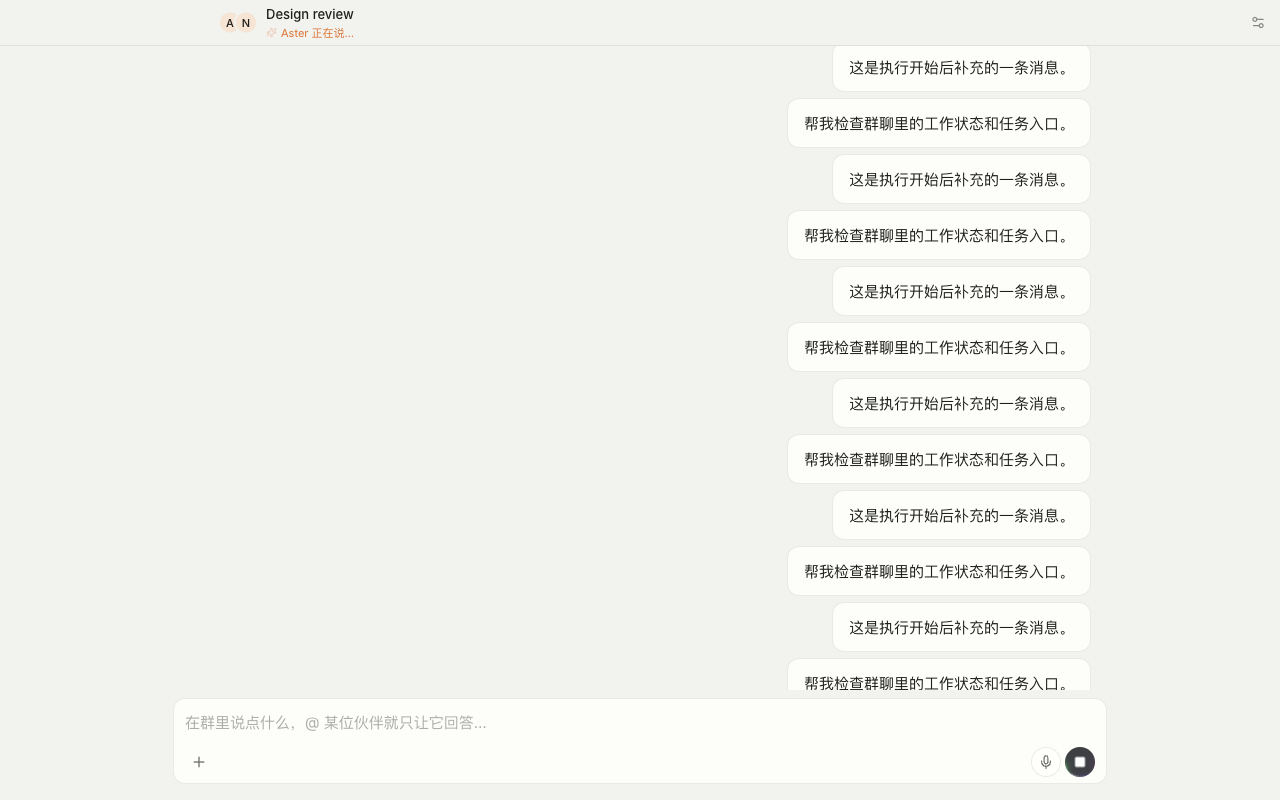 A N
Design review
Aster 正在说...
这是执行开始后补充的一条消息。
帮我检查群聊里的工作状态和任务入口。
这是执行开始后补充的一条消息。
帮我检查群聊里的工作状态和任务入口。
这是执行开始后补充的一条消息。
帮我检查群聊里的工作状态和任务入口。
这是执行开始后补充的一条消息。
帮我检查群聊里的工作状态和任务入口。
这是执行开始后补充的一条消息。
帮我检查群聊里的工作状态和任务入口。
这是执行开始后补充的一条消息。
帮我检查群聊里的工作状态和任务入口。
在群里说点什么，@ 某位伙伴就只让它回答...